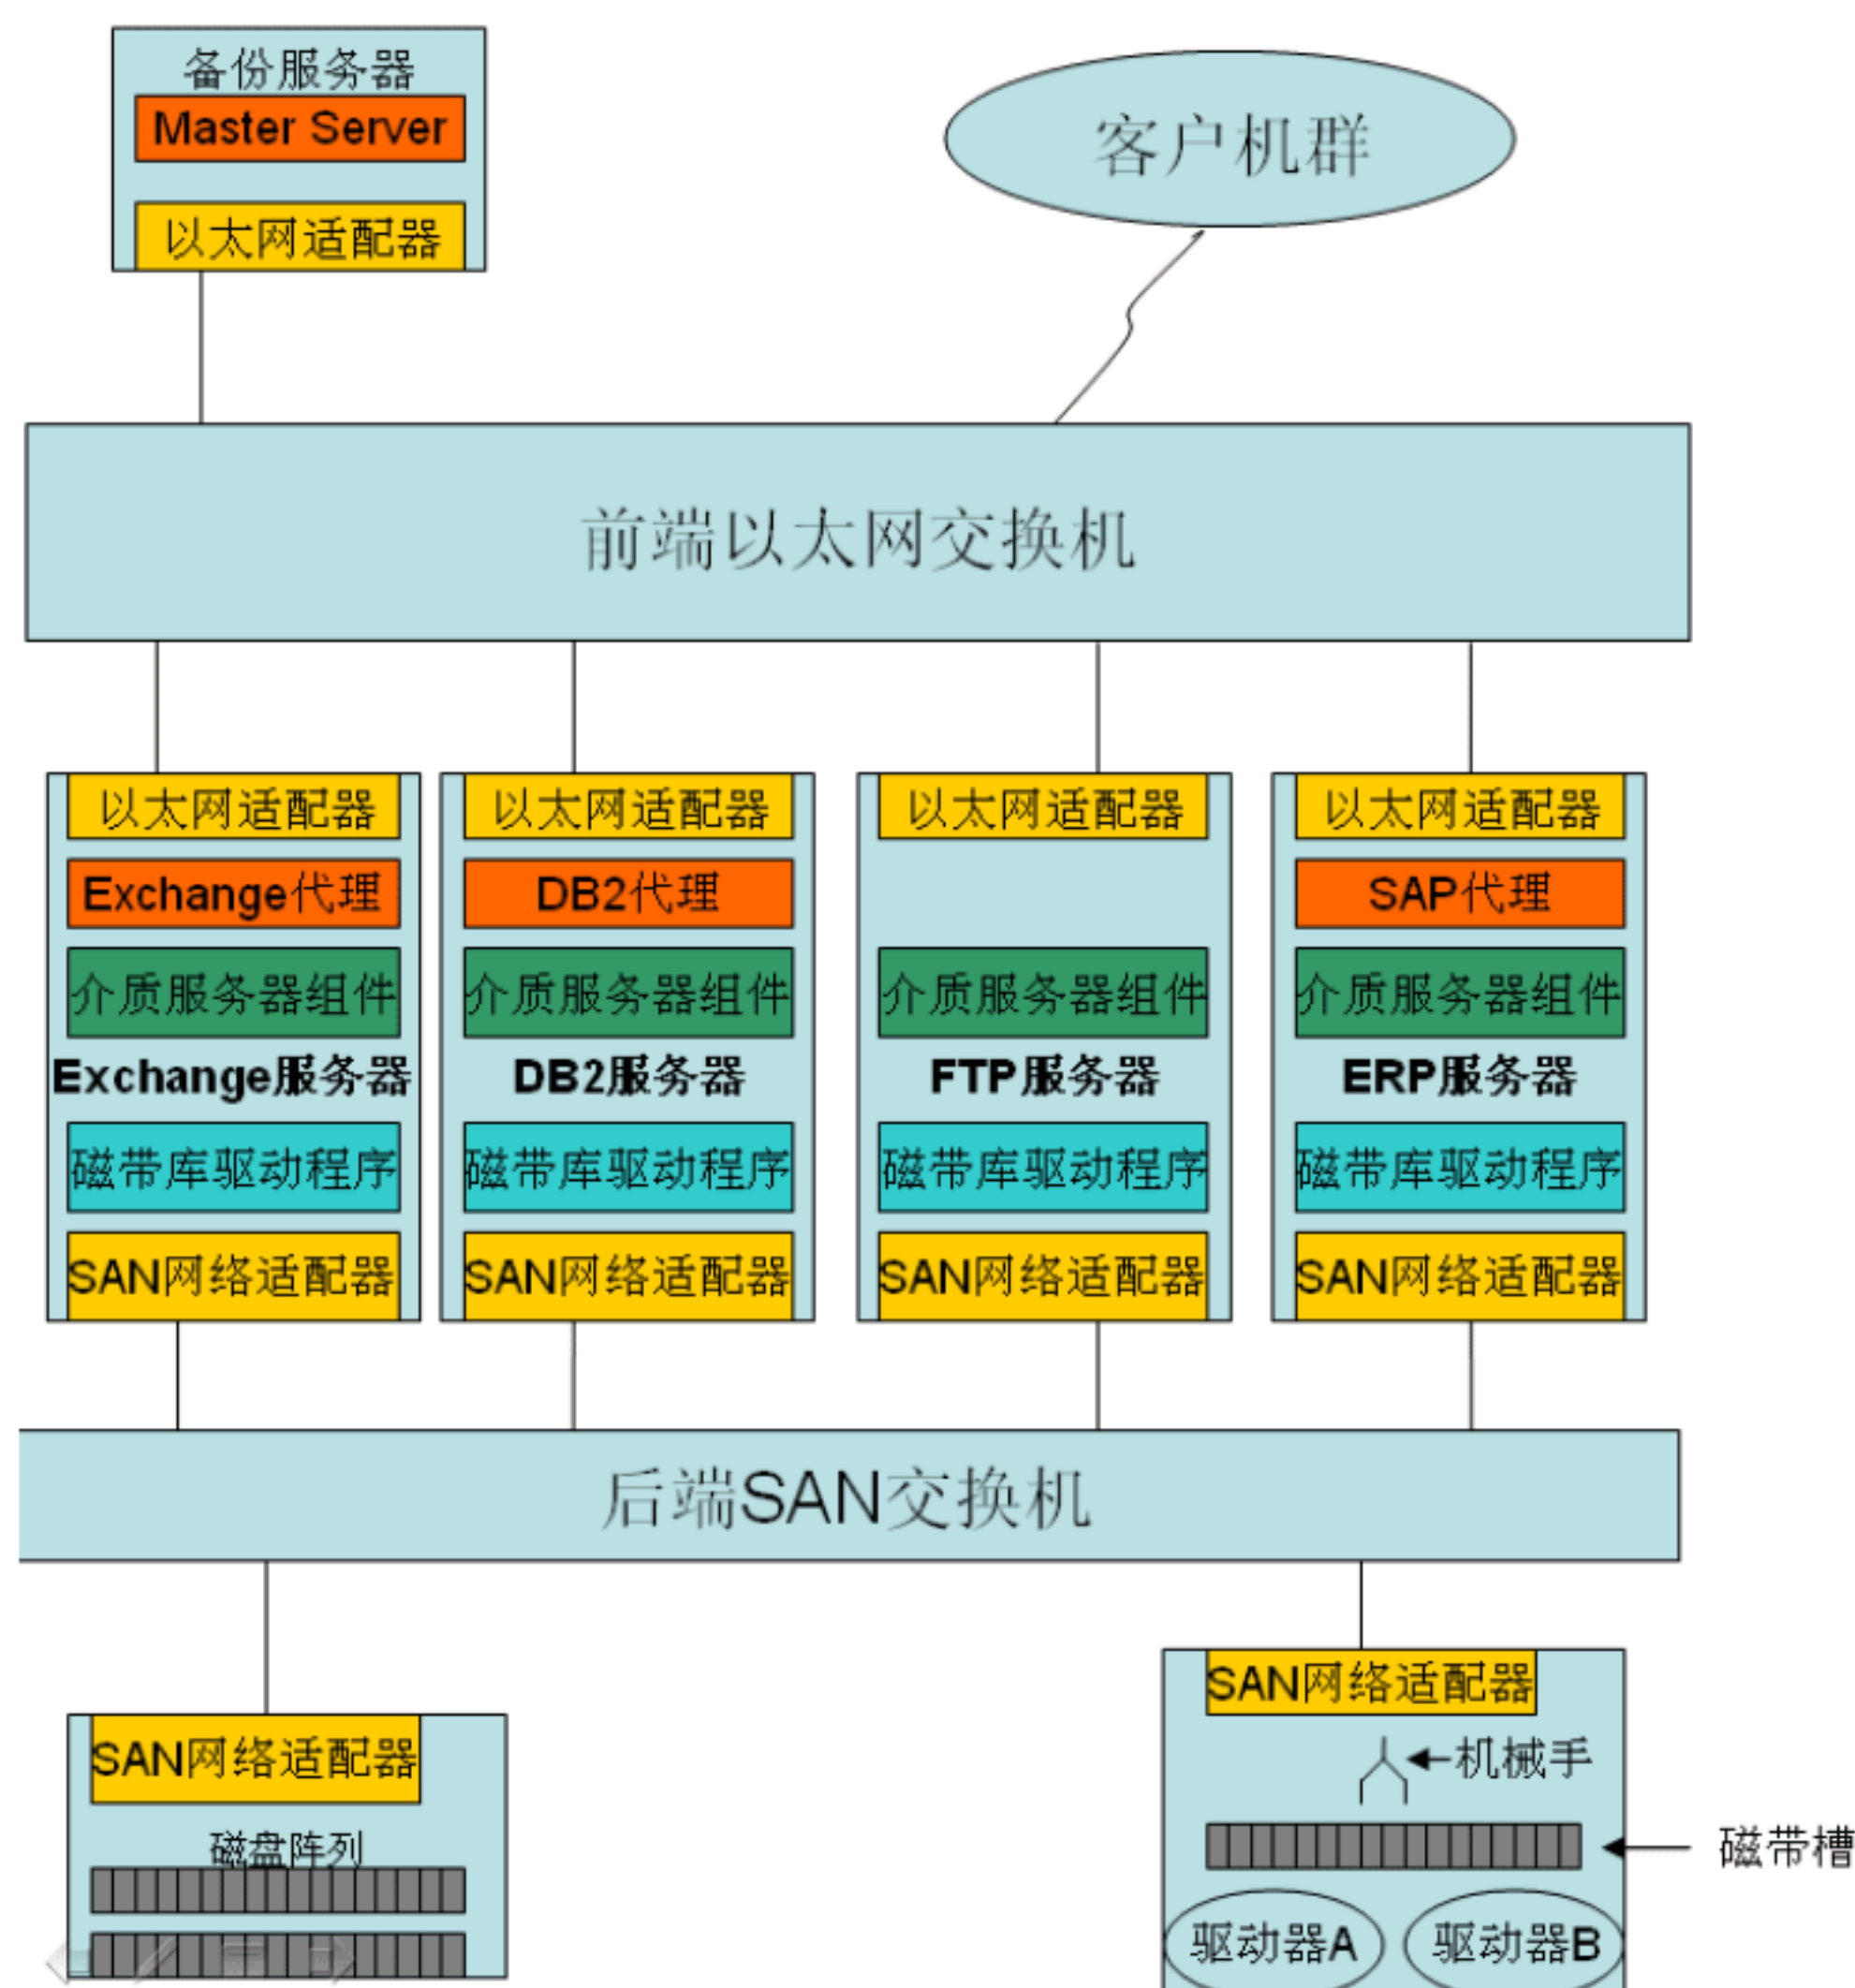 备份服务器
Master Server
以太网适配器
客户机群
前端以太网交换机
以太网适配器 以太网适配器 以太网适配器 以太网适配器
Exchange代理 DB2代理 SAP代理
介质服务器组件 介质服务器组件 介质服务器组件 介质服务器组件
Exchange服务器 DB2服务器 FTP服务器 ERP服务器
磁带库驱动程序 磁带库驱动程序 磁带库驱动程序 磁带库驱动程序
SAN网络适配器 SAN网络适配器 SAN网络适配器 SAN网络适配器
后端SAN交换机
SAN网络适配器
磁盘阵列
SAN网络适配器
机械手
磁带槽
驱动器A 驱动器B